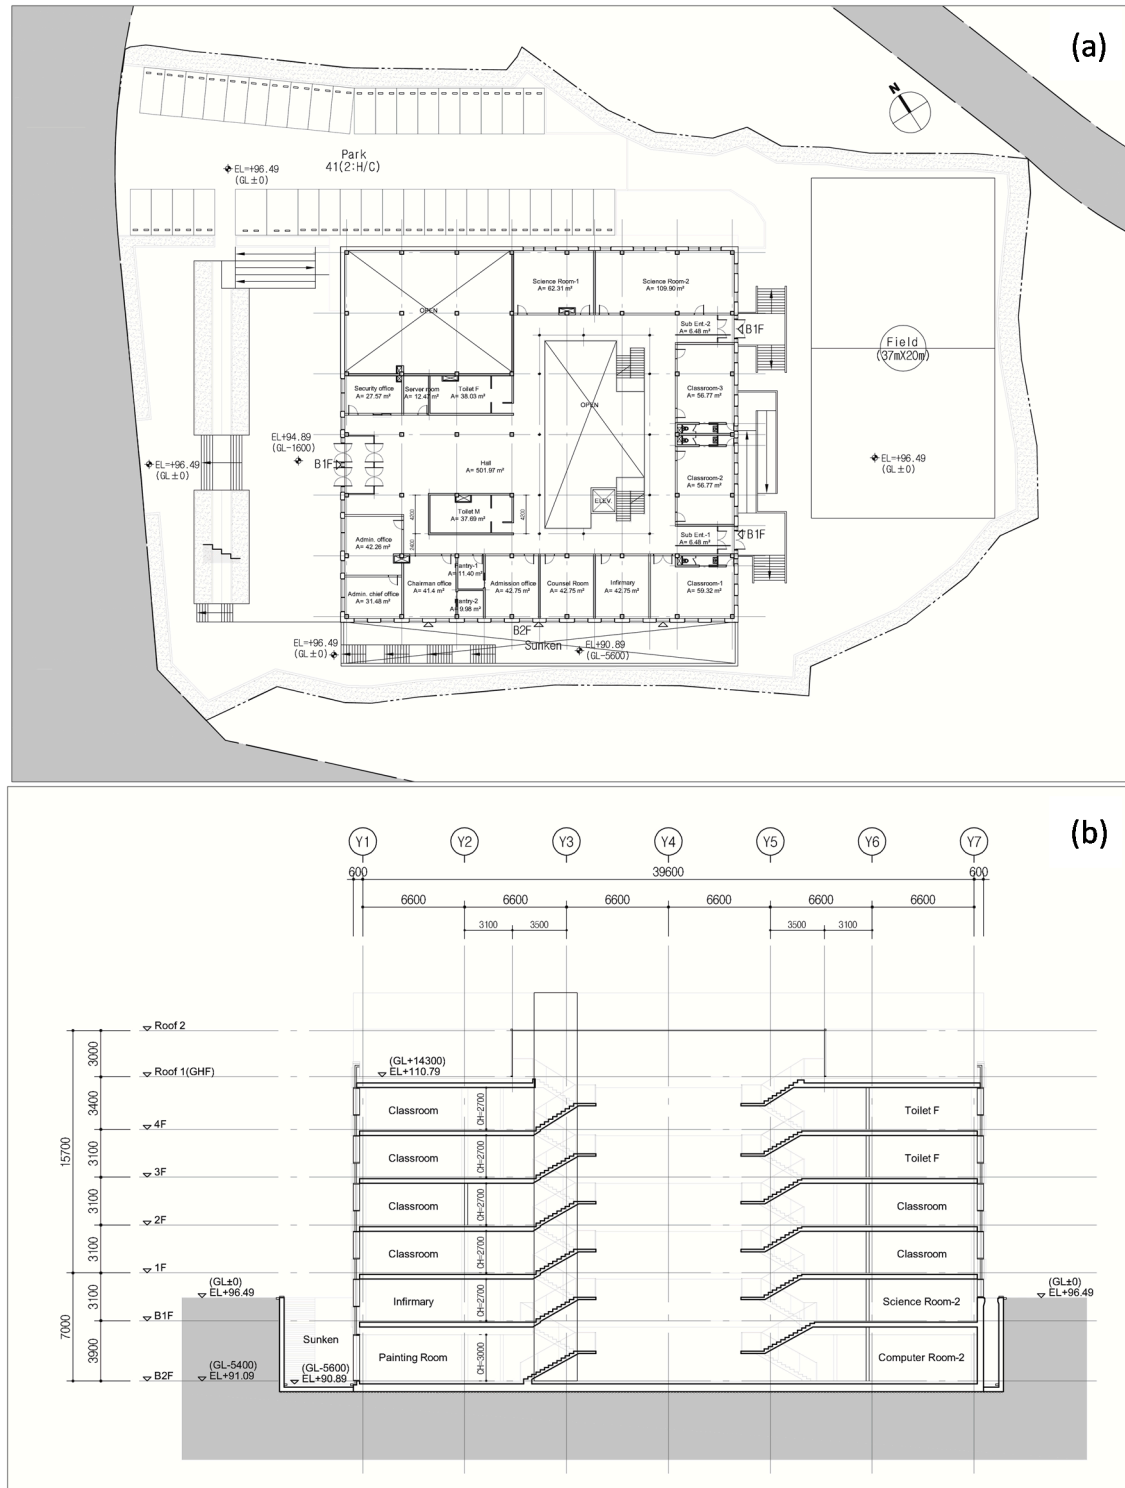 (a)
N
Park
41(2:H/C)
EL=+96.49
(GL±0)
Science Room-1
A= 62.31 m²
Science Room-2
A= 109.90 m²
OPEN
Sub Ent.-2
A= 6.48 m²
B1F
Field
(37mX20m)
Security office
A= 27.57 m²
Server room
A= 12.47 m²
Toilet F
A= 38.03 m²
Classroom-3
A= 56.77 m²
OPEN
EL+94.89
(GL-1600)
B1F
Hall
A= 501.97 m²
EL=+96.49
(GL±0)
EL=+96.49
(GL±0)
Classroom-2
A= 56.77 m²
ELEV.
Toilet M
A= 37.69 m²
4200
4200
2400
Admin. office
A= 42.26 m²
Sub Ent.-1
A= 6.48 m²
B1F
Pantry-1
A= 11.40 m²
Chairman office
A= 41.4 m²
Admission office
A= 42.75 m²
Counsel Room
A= 42.75 m²
Infirmary
A= 42.75 m²
Classroom-1
A= 59.32 m²
Admin. chief office
A= 31.48 m²
Pantry-2
A= 9.98 m²
B2F
Sunken
EL=+96.49
(GL±0)
EL+90.89
(GL-5600)
(b)
Y1 Y2 Y3 Y4 Y5 Y6 Y7
600 39600 600
6600 6600 6600 6600 6600 6600
3100 3500 3500 3100
Roof 2
3000
Roof 1(GHF)
(GL+14300)
EL+110.79
3400
Classroom CH=2700 Toilet F
4F
15700
3100
Classroom CH=2700 Toilet F
3F
3100
Classroom CH=2700 Classroom
2F
3100
Classroom CH=2700 Classroom
1F
(GL±0)
EL+96.49
(GL±0)
EL+96.49
3100
Infirmary CH=2700 Science Room-2
B1F
7000
3900
Sunken
Painting Room CH=3000 Computer Room-2
B2F
(GL-5400)
EL+91.09
(GL-5600)
EL+90.89